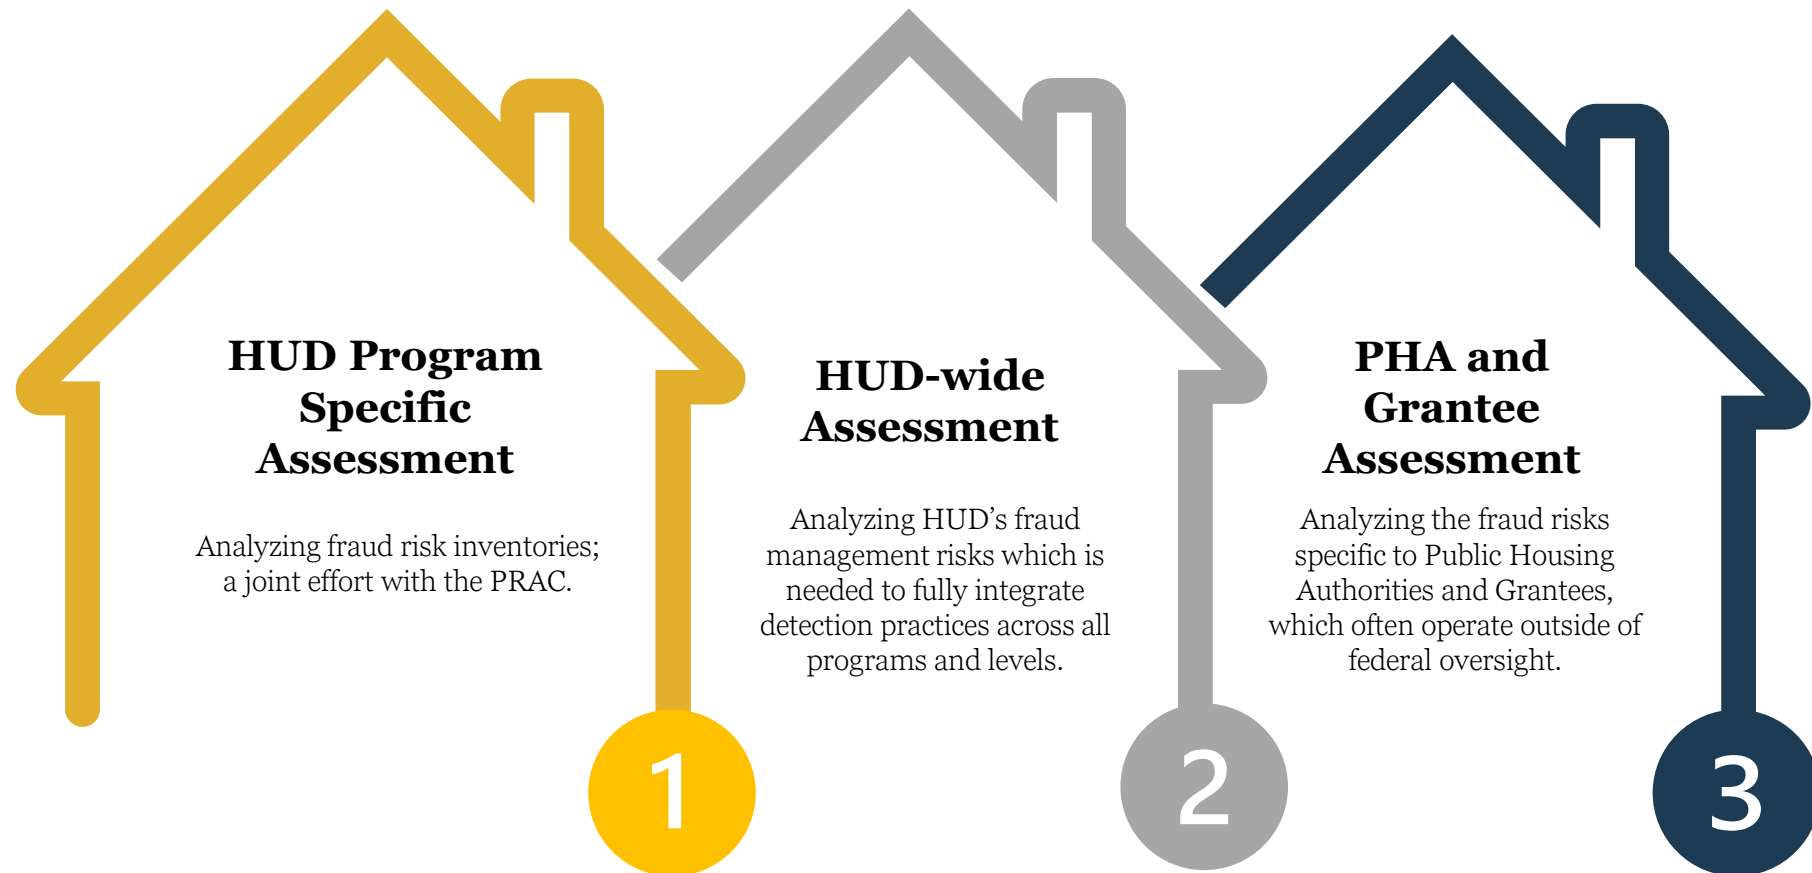 HUD Program
Specific
Assessment
Analyzing fraud risk inventories;
a joint effort with the PRAC.
1
HUD-wide
Assessment
Analyzing HUD’s fraud
management risks which is
needed to fully integrate
detection practices across all
programs and levels.
2
PHA and
Grantee
Assessment
Analyzing the fraud risks
specific to Public Housing
Authorities and Grantees,
which often operate outside of
federal oversight.
3